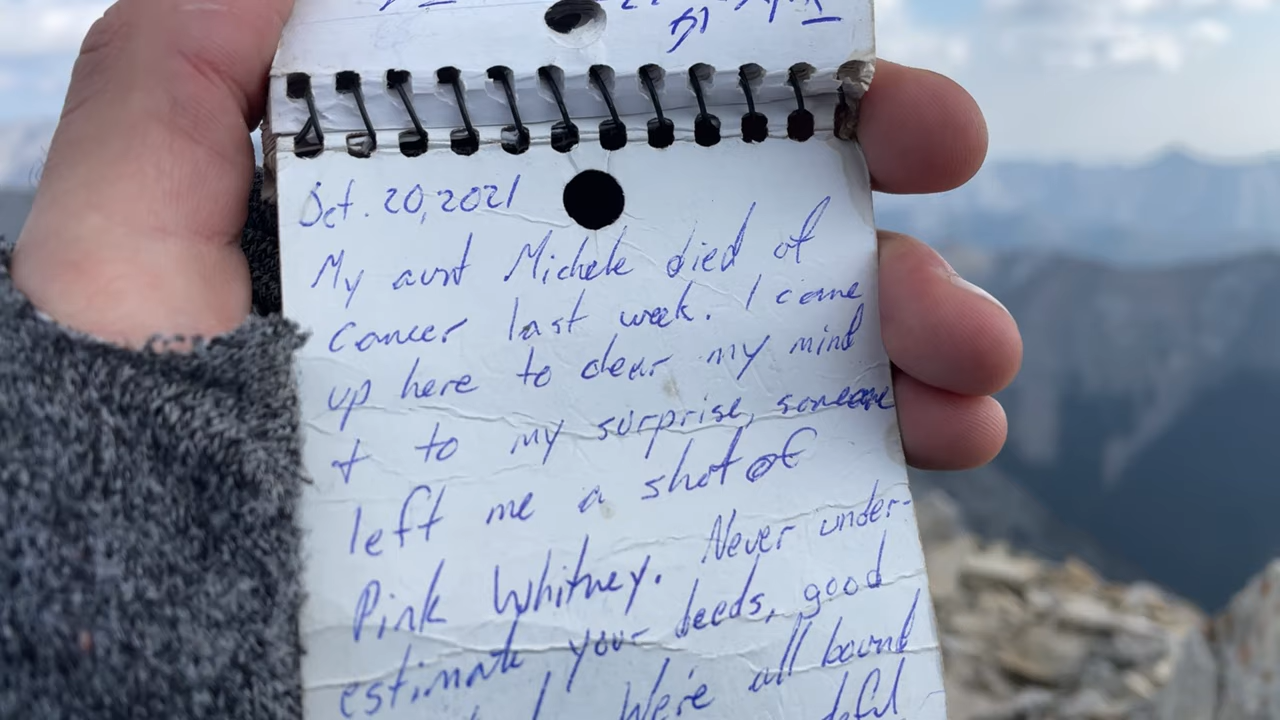 Oct. 20, 2021
My aunt Michele died of
cancer last week. I came
up here to clear my mind
+ to my surprise, someone
left me a shot of
Pink Whitney. Never under-
estimate your deeds, good
We're all bound